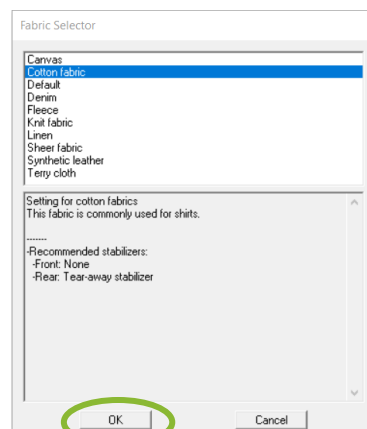 Fabric Selector
Canvas
Cotton fabric
Default
Denim
Fleece
Knit fabric
Linen
Sheer fabric
Synthetic leather
Terry cloth
Setting for cotton fabrics
This fabric is commonly used for shirts.
-------
-Recommended stabilizers:
-Front: None
-Rear: Tear-away stabilizer
OK
Cancel